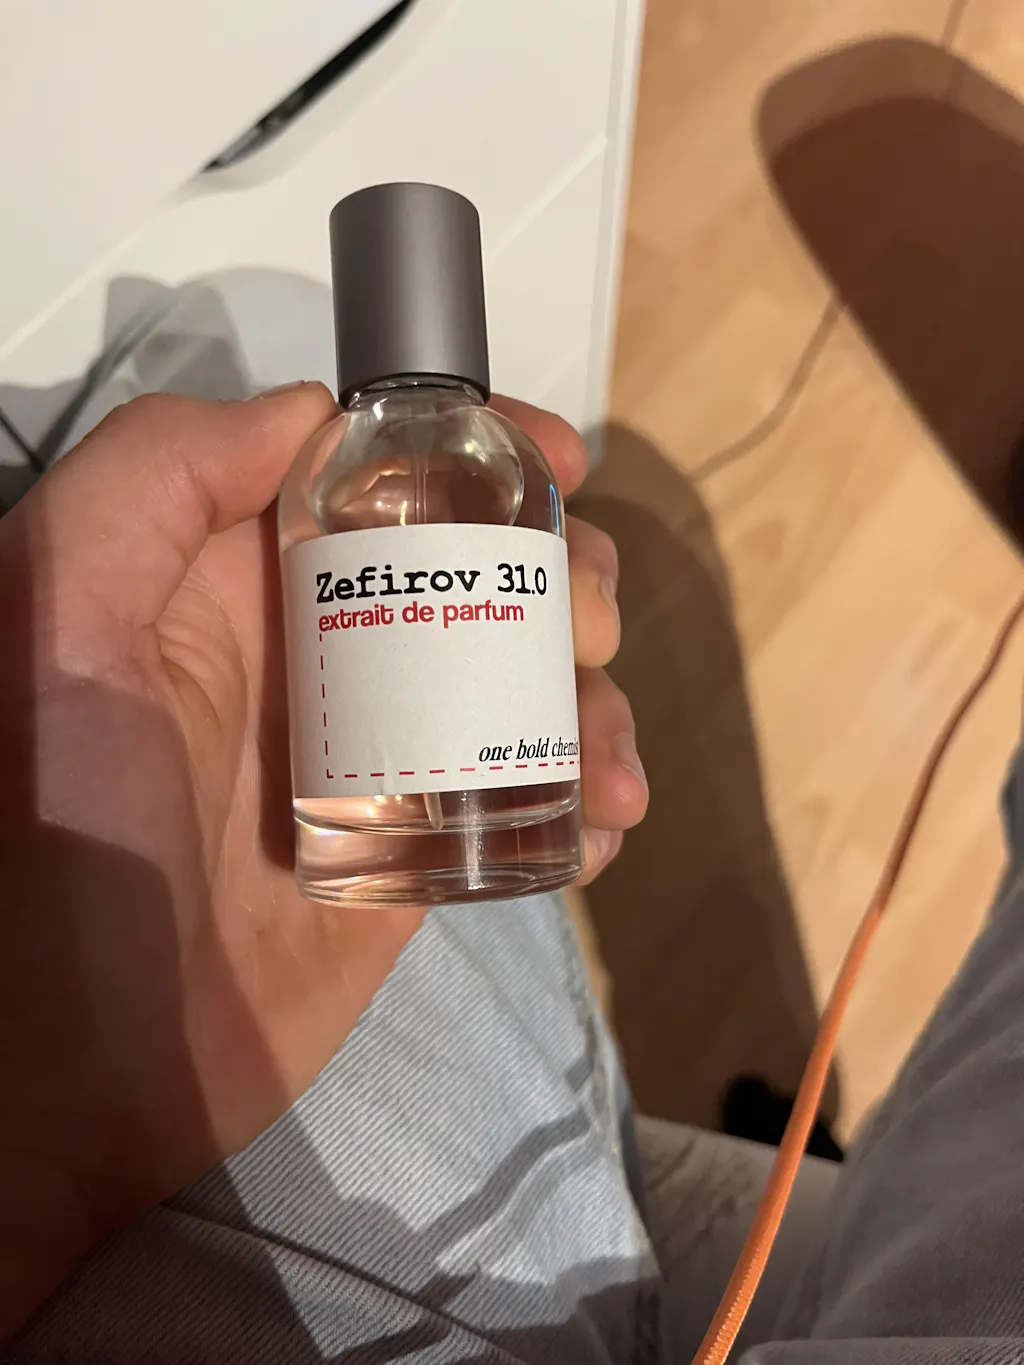 Zefirov 31.0
extrait de parfum
one bold